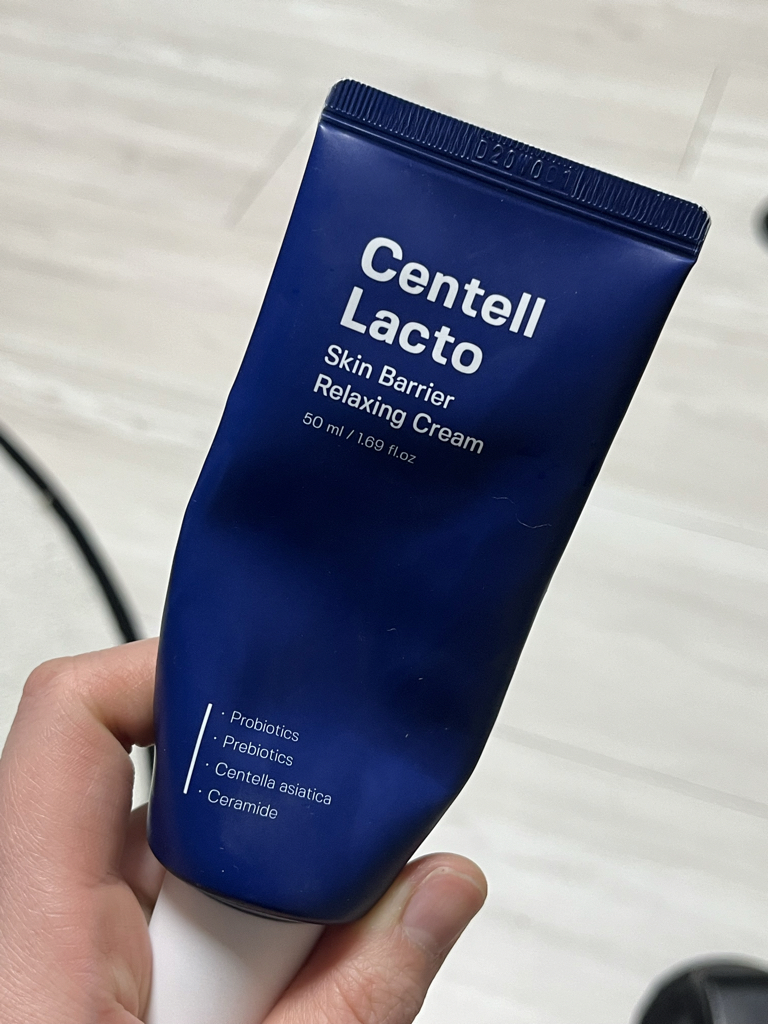 Centell
Lacto
Skin Barrier
Relaxing Cream
50 ml / 1.69 fl.oz
· Probiotics
· Prebiotics
· Centella asiatica
· Ceramide